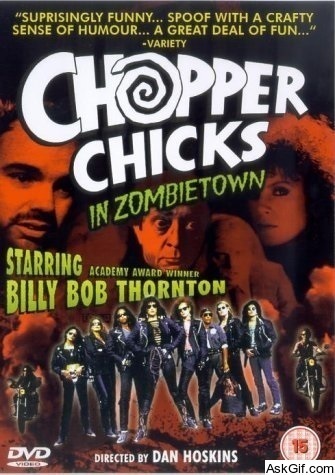 "SUPRISINGLY FUNNY... SPOOF WITH A CRAFTY
SENSE OF HUMOUR... A GREAT DEAL OF FUN..."
-VARIETY
CHOPPER
CHICKS
IN ZOMBIETOWN
STARRING ACADEMY AWARD WINNER
BILLY BOB THORNTON
DVD
VIDEO
DIRECTED BY DAN HOSKINS
15
AskGif.com